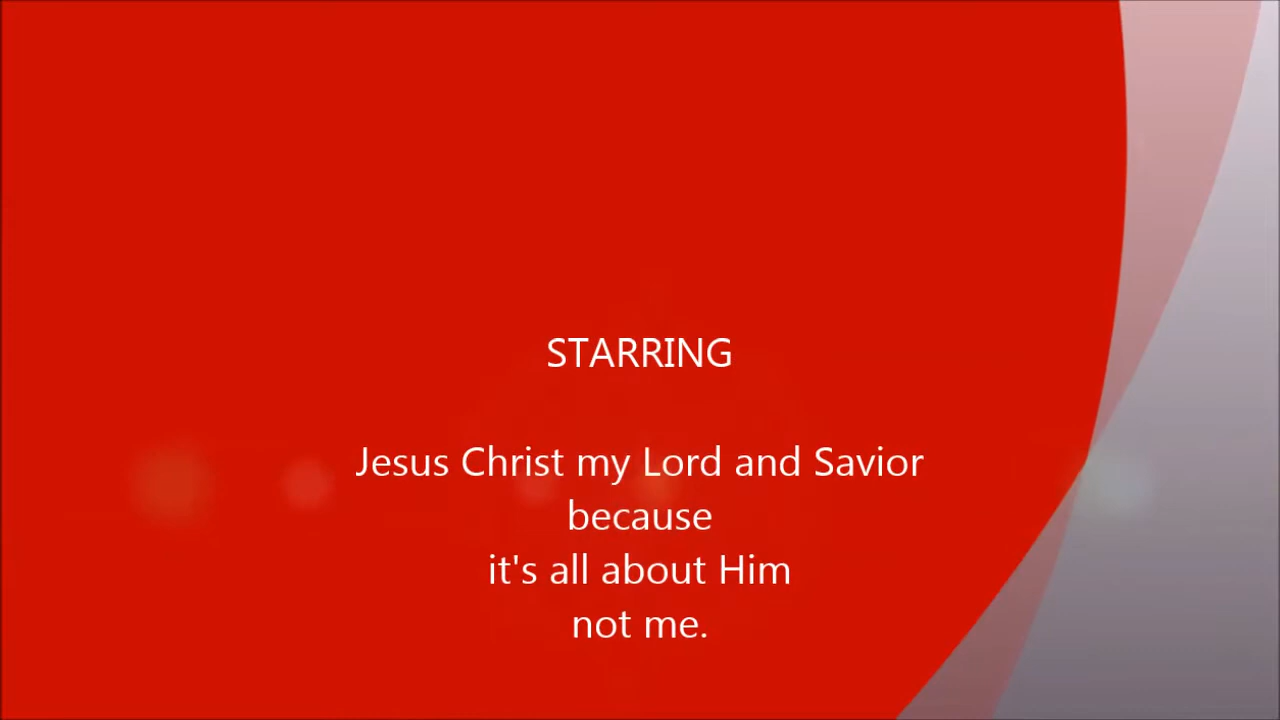 STARRING
Jesus Christ my Lord and Savior
because
it's all about Him
not me.